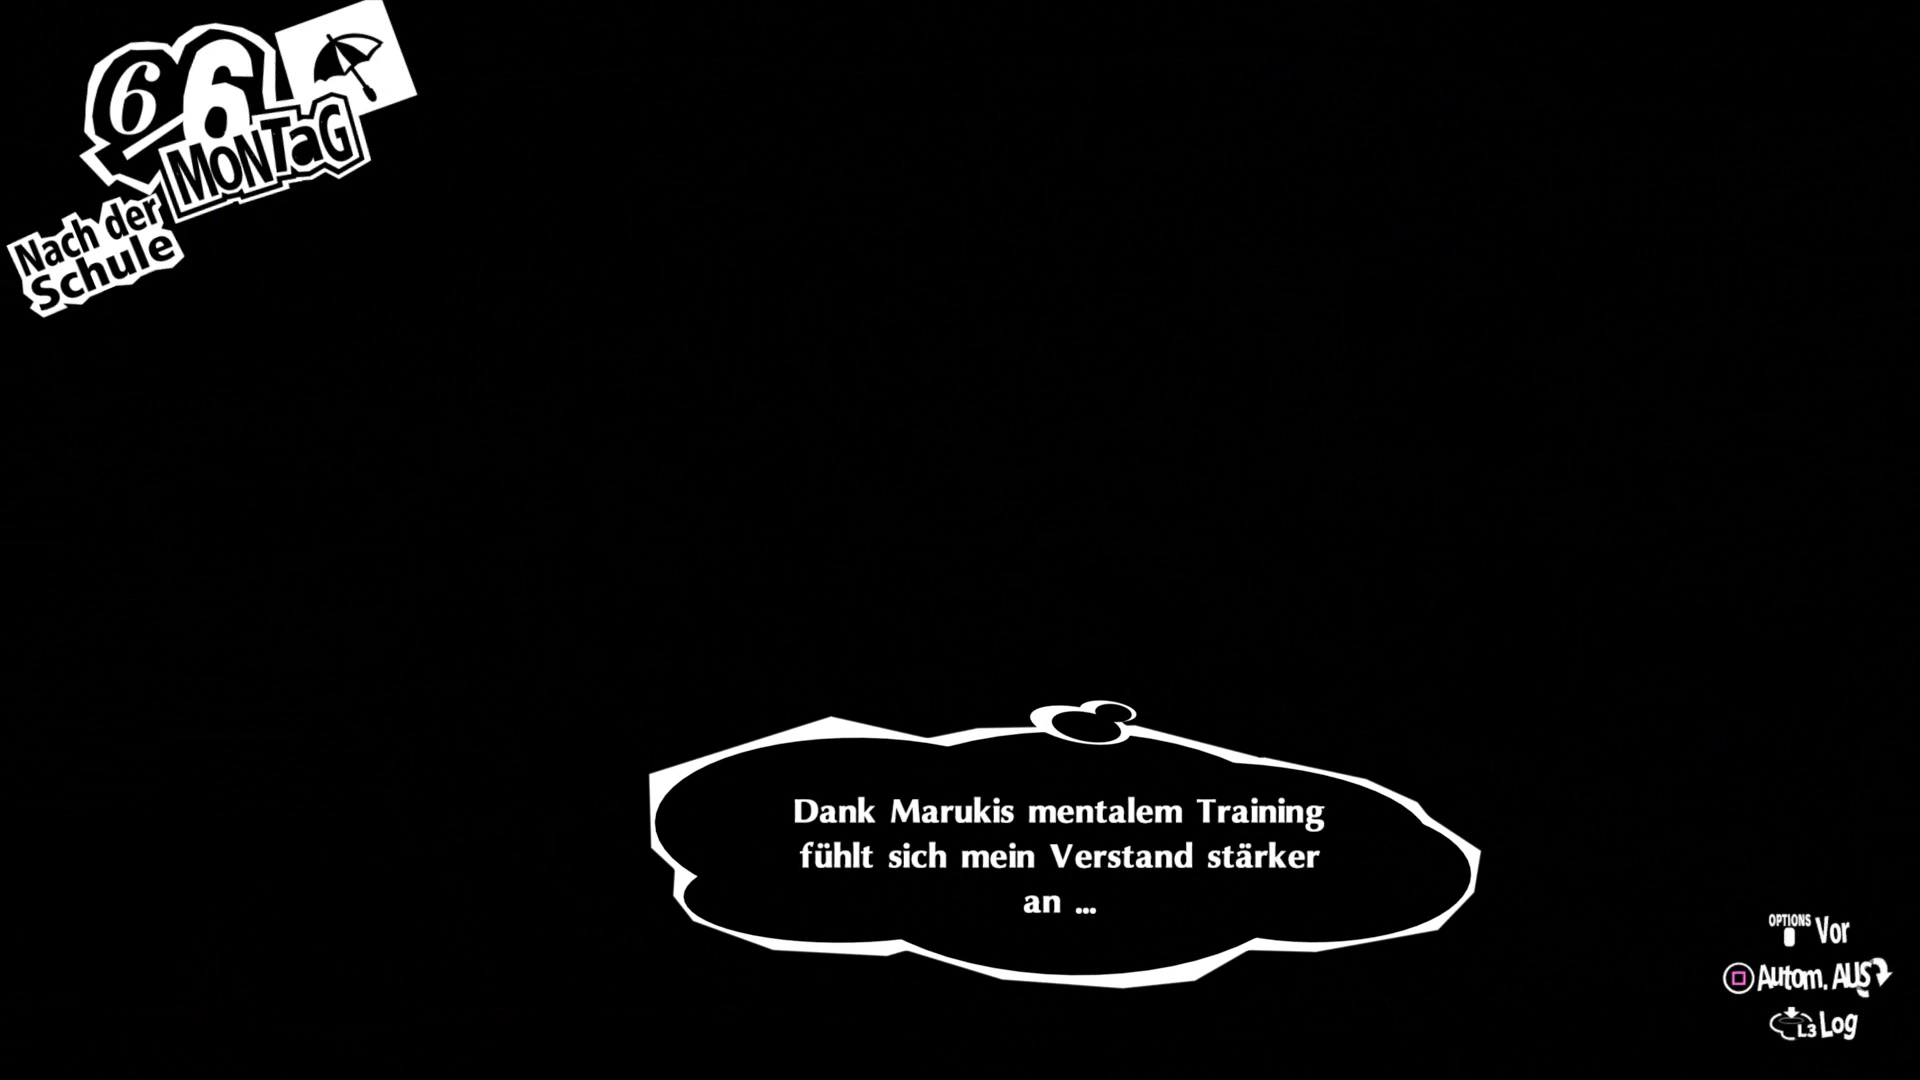 6/6
MONTaG
Nach der
Schule
Dank Marukis mentalem Training
fühlt sich mein Verstand stärker
an ...
OPTIONS Vor
Autom. AUS
L3 Log